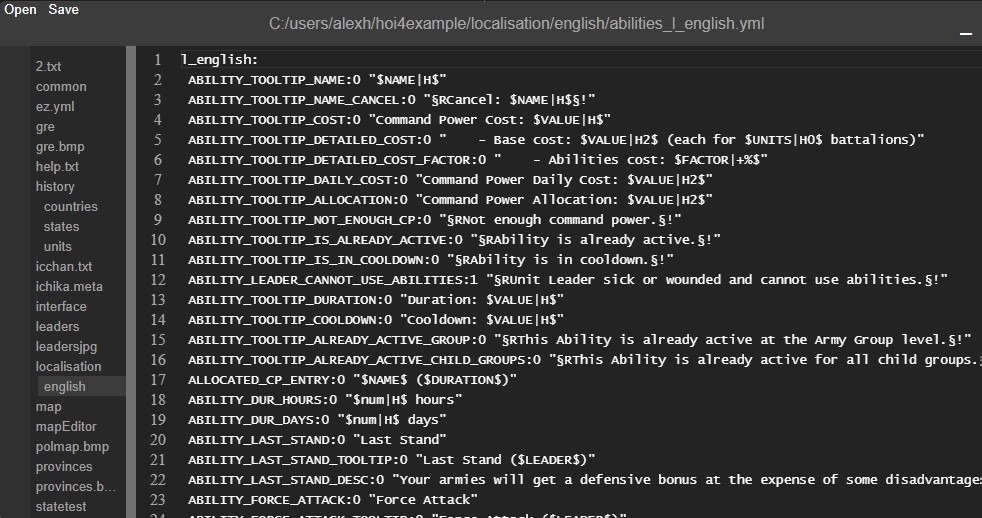 Open Save
C:/users/alexh/hoi4example/localisation/english/abilities_l_english.yml
2.txt
common
ez.yml
gre
gre.bmp
help.txt
history
countries
states
units
icchan.txt
ichika.meta
interface
leaders
leadersjpg
localisation
english
map
mapEditor
polmap.bmp
provinces
provinces.b...
statetest
1 l_english:
2 ABILITY_TOOLTIP_NAME:0 "$NAME|H$"
3 ABILITY_TOOLTIP_NAME_CANCEL:0 "§RCancel: $NAME|H$§!"
4 ABILITY_TOOLTIP_COST:0 "Command Power Cost: $VALUE|H$"
5 ABILITY_TOOLTIP_DETAILED_COST:0 "    - Base cost: $VALUE|H2$ (each for $UNITS|H0$ battalions)"
6 ABILITY_TOOLTIP_DETAILED_COST_FACTOR:0 "    - Abilities cost: $FACTOR|+%$"
7 ABILITY_TOOLTIP_DAILY_COST:0 "Command Power Daily Cost: $VALUE|H2$"
8 ABILITY_TOOLTIP_ALLOCATION:0 "Command Power Allocation: $VALUE|H2$"
9 ABILITY_TOOLTIP_NOT_ENOUGH_CP:0 "§RNot enough command power.§!"
10 ABILITY_TOOLTIP_IS_ALREADY_ACTIVE:0 "§RAbility is already active.§!"
11 ABILITY_TOOLTIP_IS_IN_COOLDOWN:0 "§RAbility is in cooldown.§!"
12 ABILITY_LEADER_CANNOT_USE_ABILITIES:1 "§RUnit Leader sick or wounded and cannot use abilities.§!"
13 ABILITY_TOOLTIP_DURATION:0 "Duration: $VALUE|H$"
14 ABILITY_TOOLTIP_COOLDOWN:0 "Cooldown: $VALUE|H$"
15 ABILITY_TOOLTIP_ALREADY_ACTIVE_GROUP:0 "§RThis Ability is already active at the Army Group level.§!"
16 ABILITY_TOOLTIP_ALREADY_ACTIVE_CHILD_GROUPS:0 "§RThis Ability is already active for all child groups.
17 ALLOCATED_CP_ENTRY:0 "$NAME$ ($DURATION$)"
18 ABILITY_DUR_HOURS:0 "$num|H$ hours"
19 ABILITY_DUR_DAYS:0 "$num|H$ days"
20 ABILITY_LAST_STAND:0 "Last Stand"
21 ABILITY_LAST_STAND_TOOLTIP:0 "Last Stand ($LEADER$)"
22 ABILITY_LAST_STAND_DESC:0 "Your armies will get a defensive bonus at the expense of some disadvantage
23 ABILITY_FORCE_ATTACK:0 "Force Attack"
24 ABILITY_FORCE_ATTACK_TOOLTIP:0 "Force Attack ($LEADER$)"